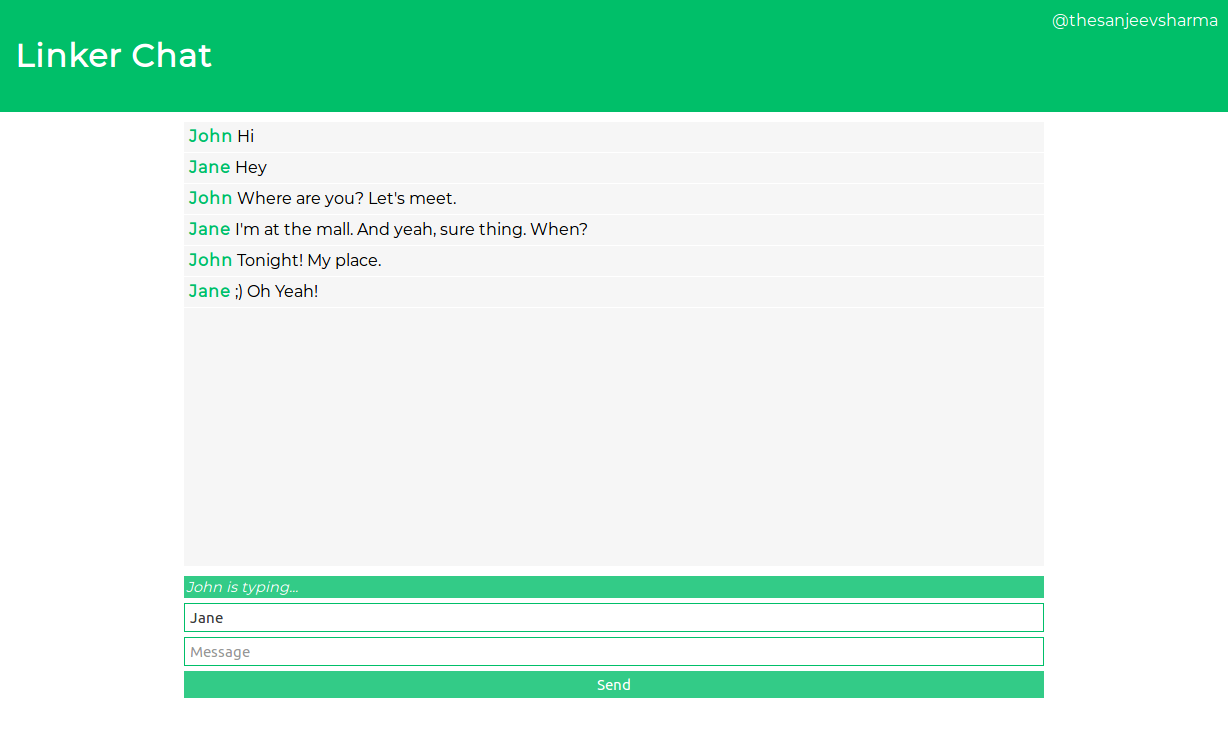 @thesanjeevsharma
Linker Chat
John Hi
Jane Hey
John Where are you? Let's meet.
Jane I'm at the mall. And yeah, sure thing. When?
John Tonight! My place.
Jane ;) Oh Yeah!
John is typing...
Jane
Message
Send